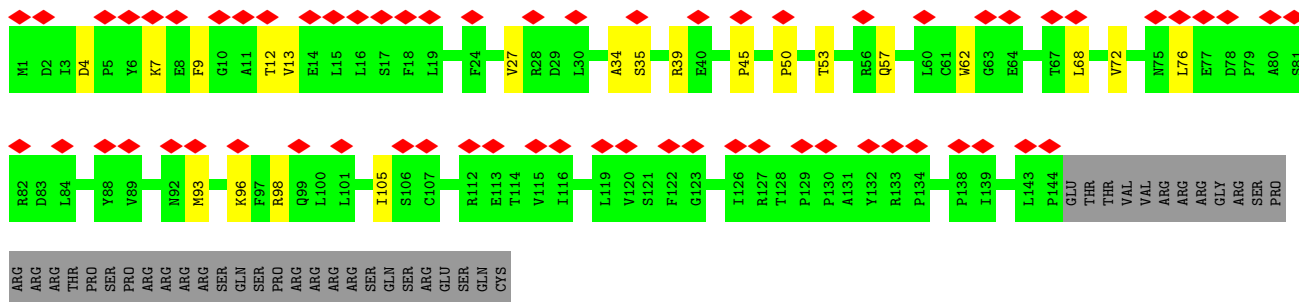 M1 D2 I3 D4 P5 Y6 K7 E8 F9 G10 A11 T12 V13 E14 L15 L16 S17 F18 L19 F24 V27 R28 D29 L30 A34 S35 R39 E40 P45 P50 T53 R56 Q57 L60 C61 W62 G63 E64 T67 L68 V72 N75 L76 E77 D78 P79 A80 S81
R82 D83 L84 Y88 V89 N92 M93 K96 F97 R98 Q99 L100 L101 I105 S106 C107 R112 E113 T114 V115 I116 L119 V120 S121 F122 G123 I126 R127 T128 P129 P130 A131 Y132 R133 P134 P138 I139 L143 P144 GLU THR THR VAL VAL ARG ARG ARG GLY ARG SER PRO
ARG ARG ARG THR PRO SER PRO ARG ARG ARG ARG SER GLN SER PRO ARG ARG ARG ARG SER GLN SER ARG GLU SER GLN CYS